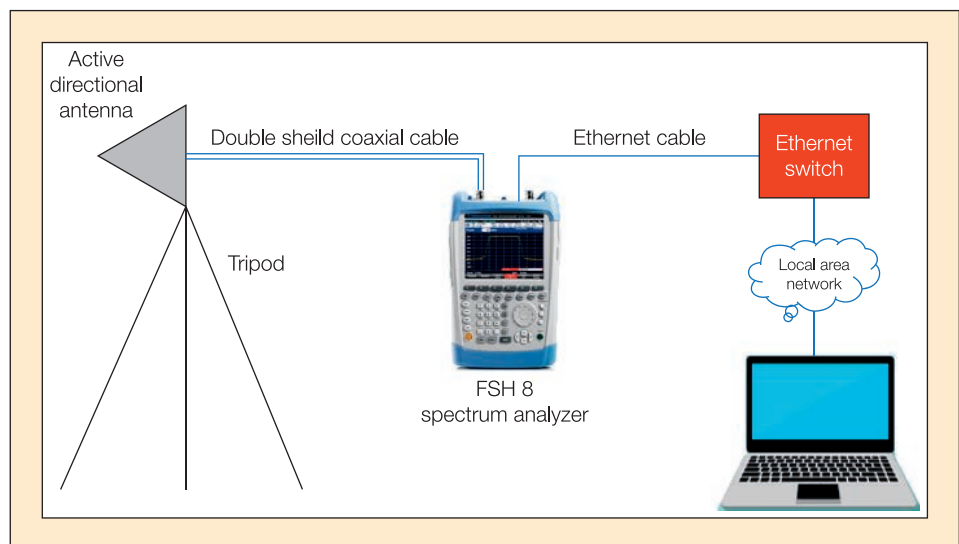 Active
directional
antenna
Double sheild coaxial cable
Ethernet cable
Ethernet
switch
Tripod
Local area
network
FSH 8
spectrum analyzer